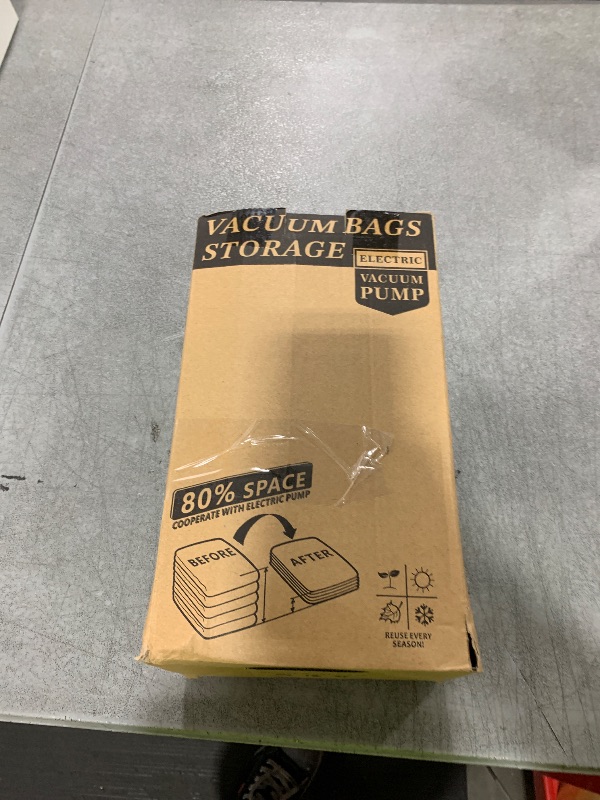 VACUUM BAGS
STORAGE
ELECTRIC
VACUUM
PUMP
80% SPACE
COOPERATE WITH ELECTRIC PUMP
BEFORE
AFTER
REUSE EVERY
SEASON!